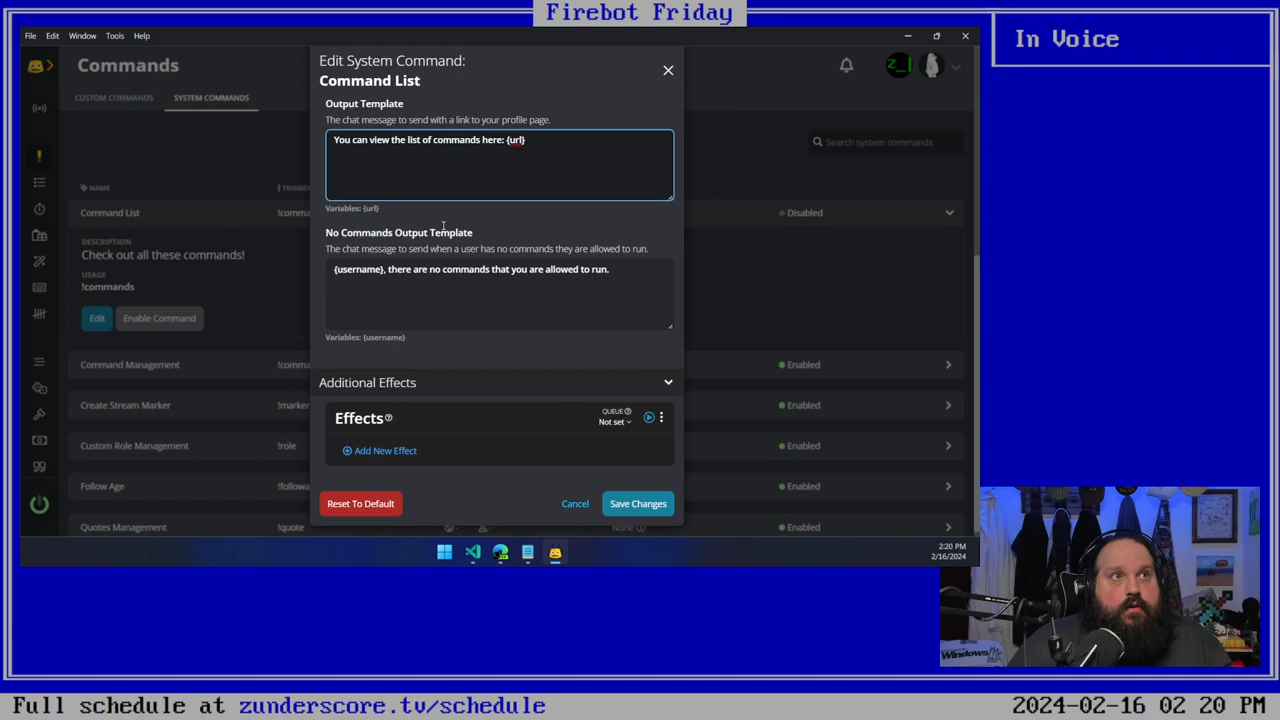 Firebot Friday
File Edit Window Tools Help
Commands
CUSTOM COMMANDS SYSTEM COMMANDS
Search system commands
NAME
Command List
Disabled
DESCRIPTION
Check out all these commands!
USAGE
!commands
Edit Enable Command
Command Management
Enabled
Create Stream Marker
!marker
Enabled
Custom Role Management
!role
Enabled
Follow Age
Enabled
Quotes Management
!quote
None
Enabled
Edit System Command:
Command List
Output Template
The chat message to send with a link to your profile page.
You can view the list of commands here: {url}
Variables: {url}
No Commands Output Template
The chat message to send when a user has no commands they are allowed to run.
{username}, there are no commands that you are allowed to run.
Variables: {username}
Additional Effects
Effects
QUEUE
Not set
Add New Effect
Reset To Default Cancel Save Changes
2:20 PM
2/16/2024
In Voice
z_
Full schedule at zunderscore.tv/schedule
2024-02-16 02 20 PM